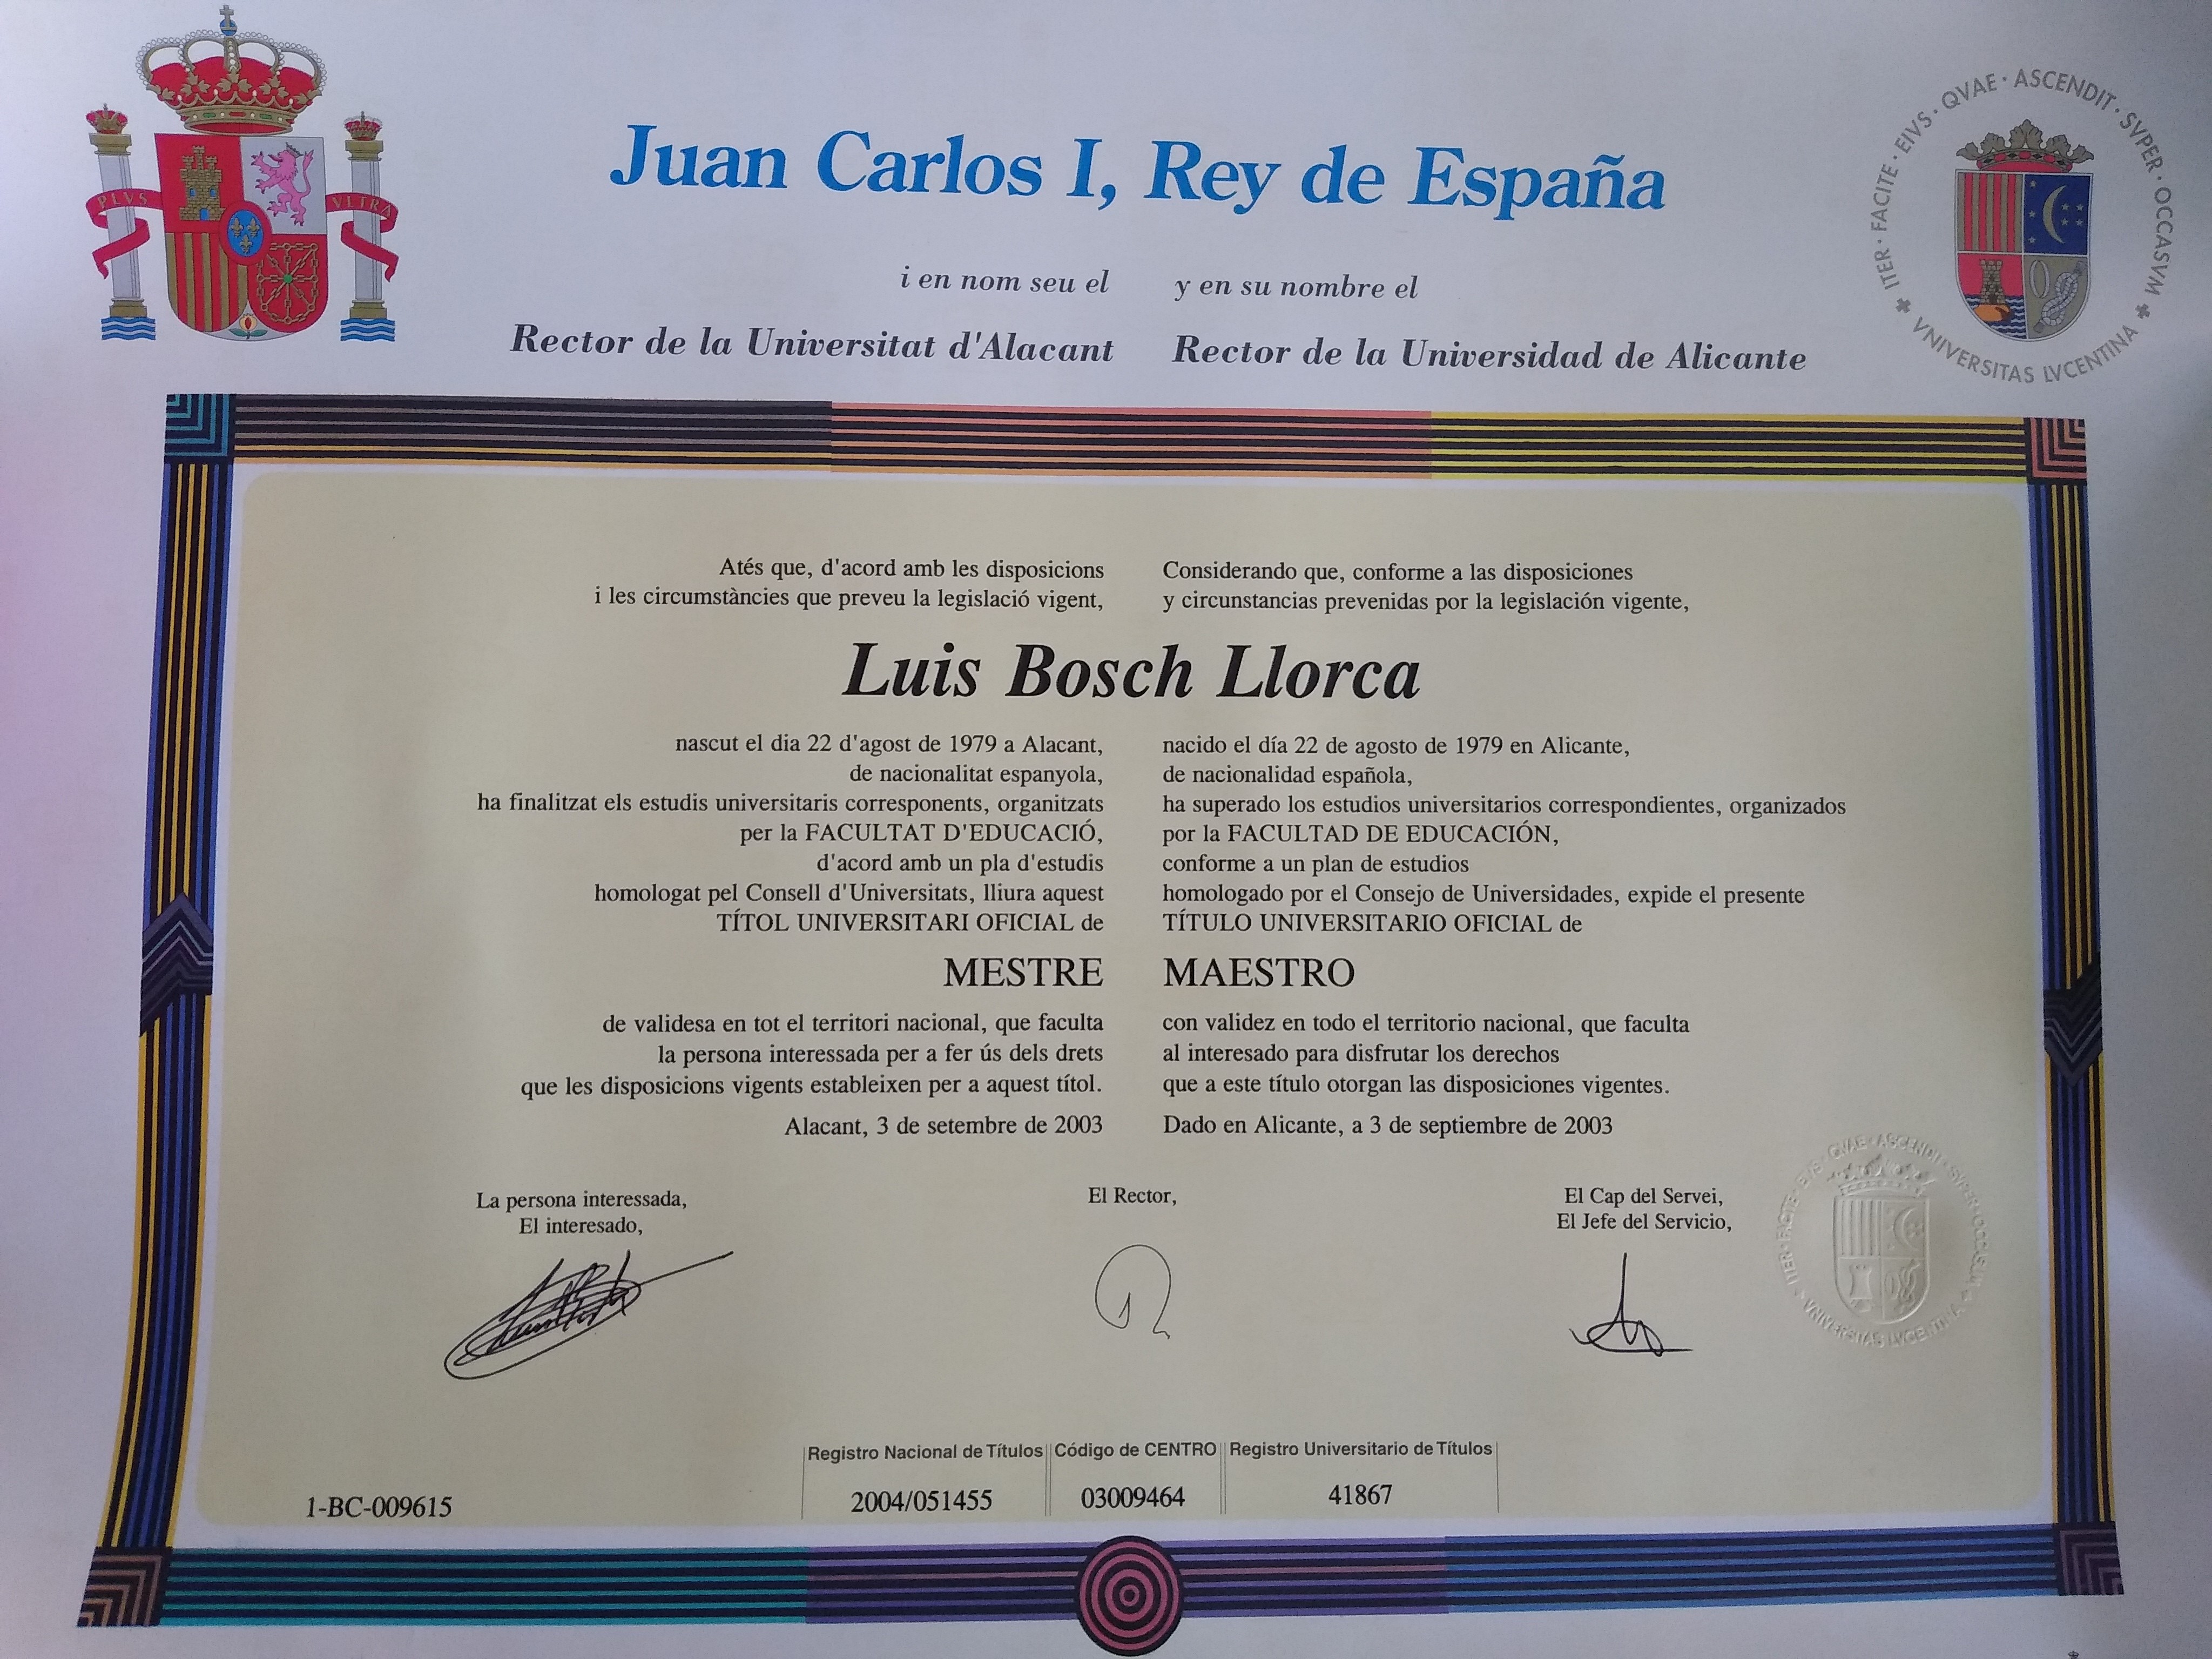 PLVS VLTRA
Juan Carlos I, Rey de España
ITER · FACITE · EIVS · QVAE · ASCENDIT · SVPER · OCCASVM
VNIVERSITAS LVCENTINA
i en nom seu el
Rector de la Universitat d'Alacant
y en su nombre el
Rector de la Universidad de Alicante
Atés que, d'acord amb les disposicions
i les circumstàncies que preveu la legislació vigent,
Considerando que, conforme a las disposiciones
y circunstancias prevenidas por la legislación vigente,
Luis Bosch Llorca
nascut el dia 22 d'agost de 1979 a Alacant,
de nacionalitat espanyola,
ha finalitzat els estudis universitaris corresponents, organitzats
per la FACULTAT D'EDUCACIÓ,
d'acord amb un pla d'estudis
homologat pel Consell d'Universitats, lliura aquest
TÍTOL UNIVERSITARI OFICIAL de
MESTRE
de validesa en tot el territori nacional, que faculta
la persona interessada per a fer ús dels drets
que les disposicions vigents estableixen per a aquest títol.
Alacant, 3 de setembre de 2003
nacido el día 22 de agosto de 1979 en Alicante,
de nacionalidad española,
ha superado los estudios universitarios correspondientes, organizados
por la FACULTAD DE EDUCACIÓN,
conforme a un plan de estudios
homologado por el Consejo de Universidades, expide el presente
TÍTULO UNIVERSITARIO OFICIAL de
MAESTRO
con validez en todo el territorio nacional, que faculta
al interesado para disfrutar los derechos
que a este título otorgan las disposiciones vigentes.
Dado en Alicante, a 3 de septiembre de 2003
La persona interessada,
El interesado,
El Rector,
El Cap del Servei,
El Jefe del Servicio,
ITER · FACITE · EIVS · QVAE · ASCENDIT · SVPER · OCCASVM
VNIVERSITAS LVCENTINA
1-BC-009615
Registro Nacional de Títulos
2004/051455
Código de CENTRO
03009464
Registro Universitario de Títulos
41867